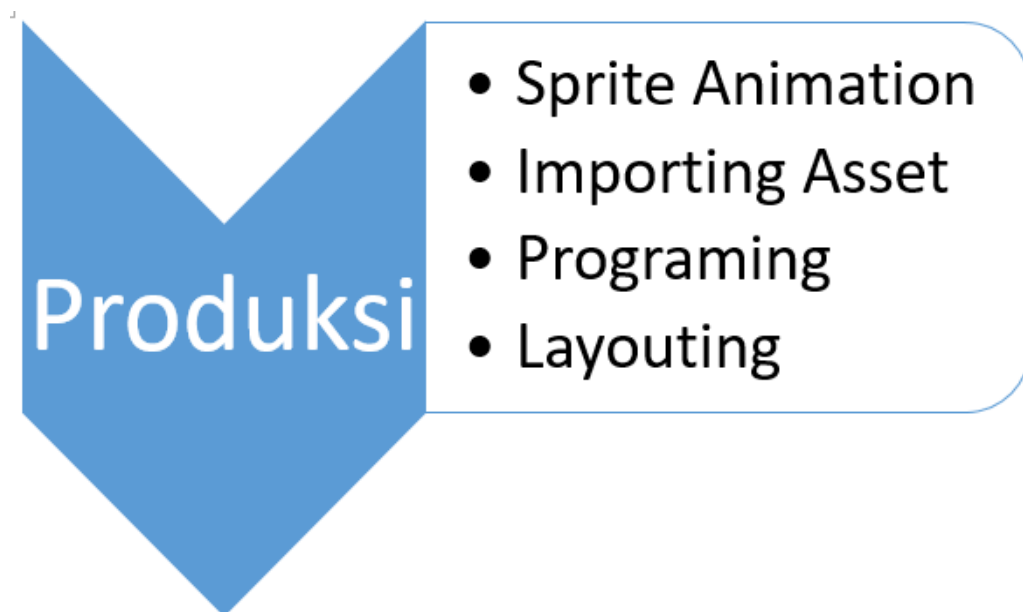 Produksi
• Sprite Animation
• Importing Asset
• Programing
• Layouting